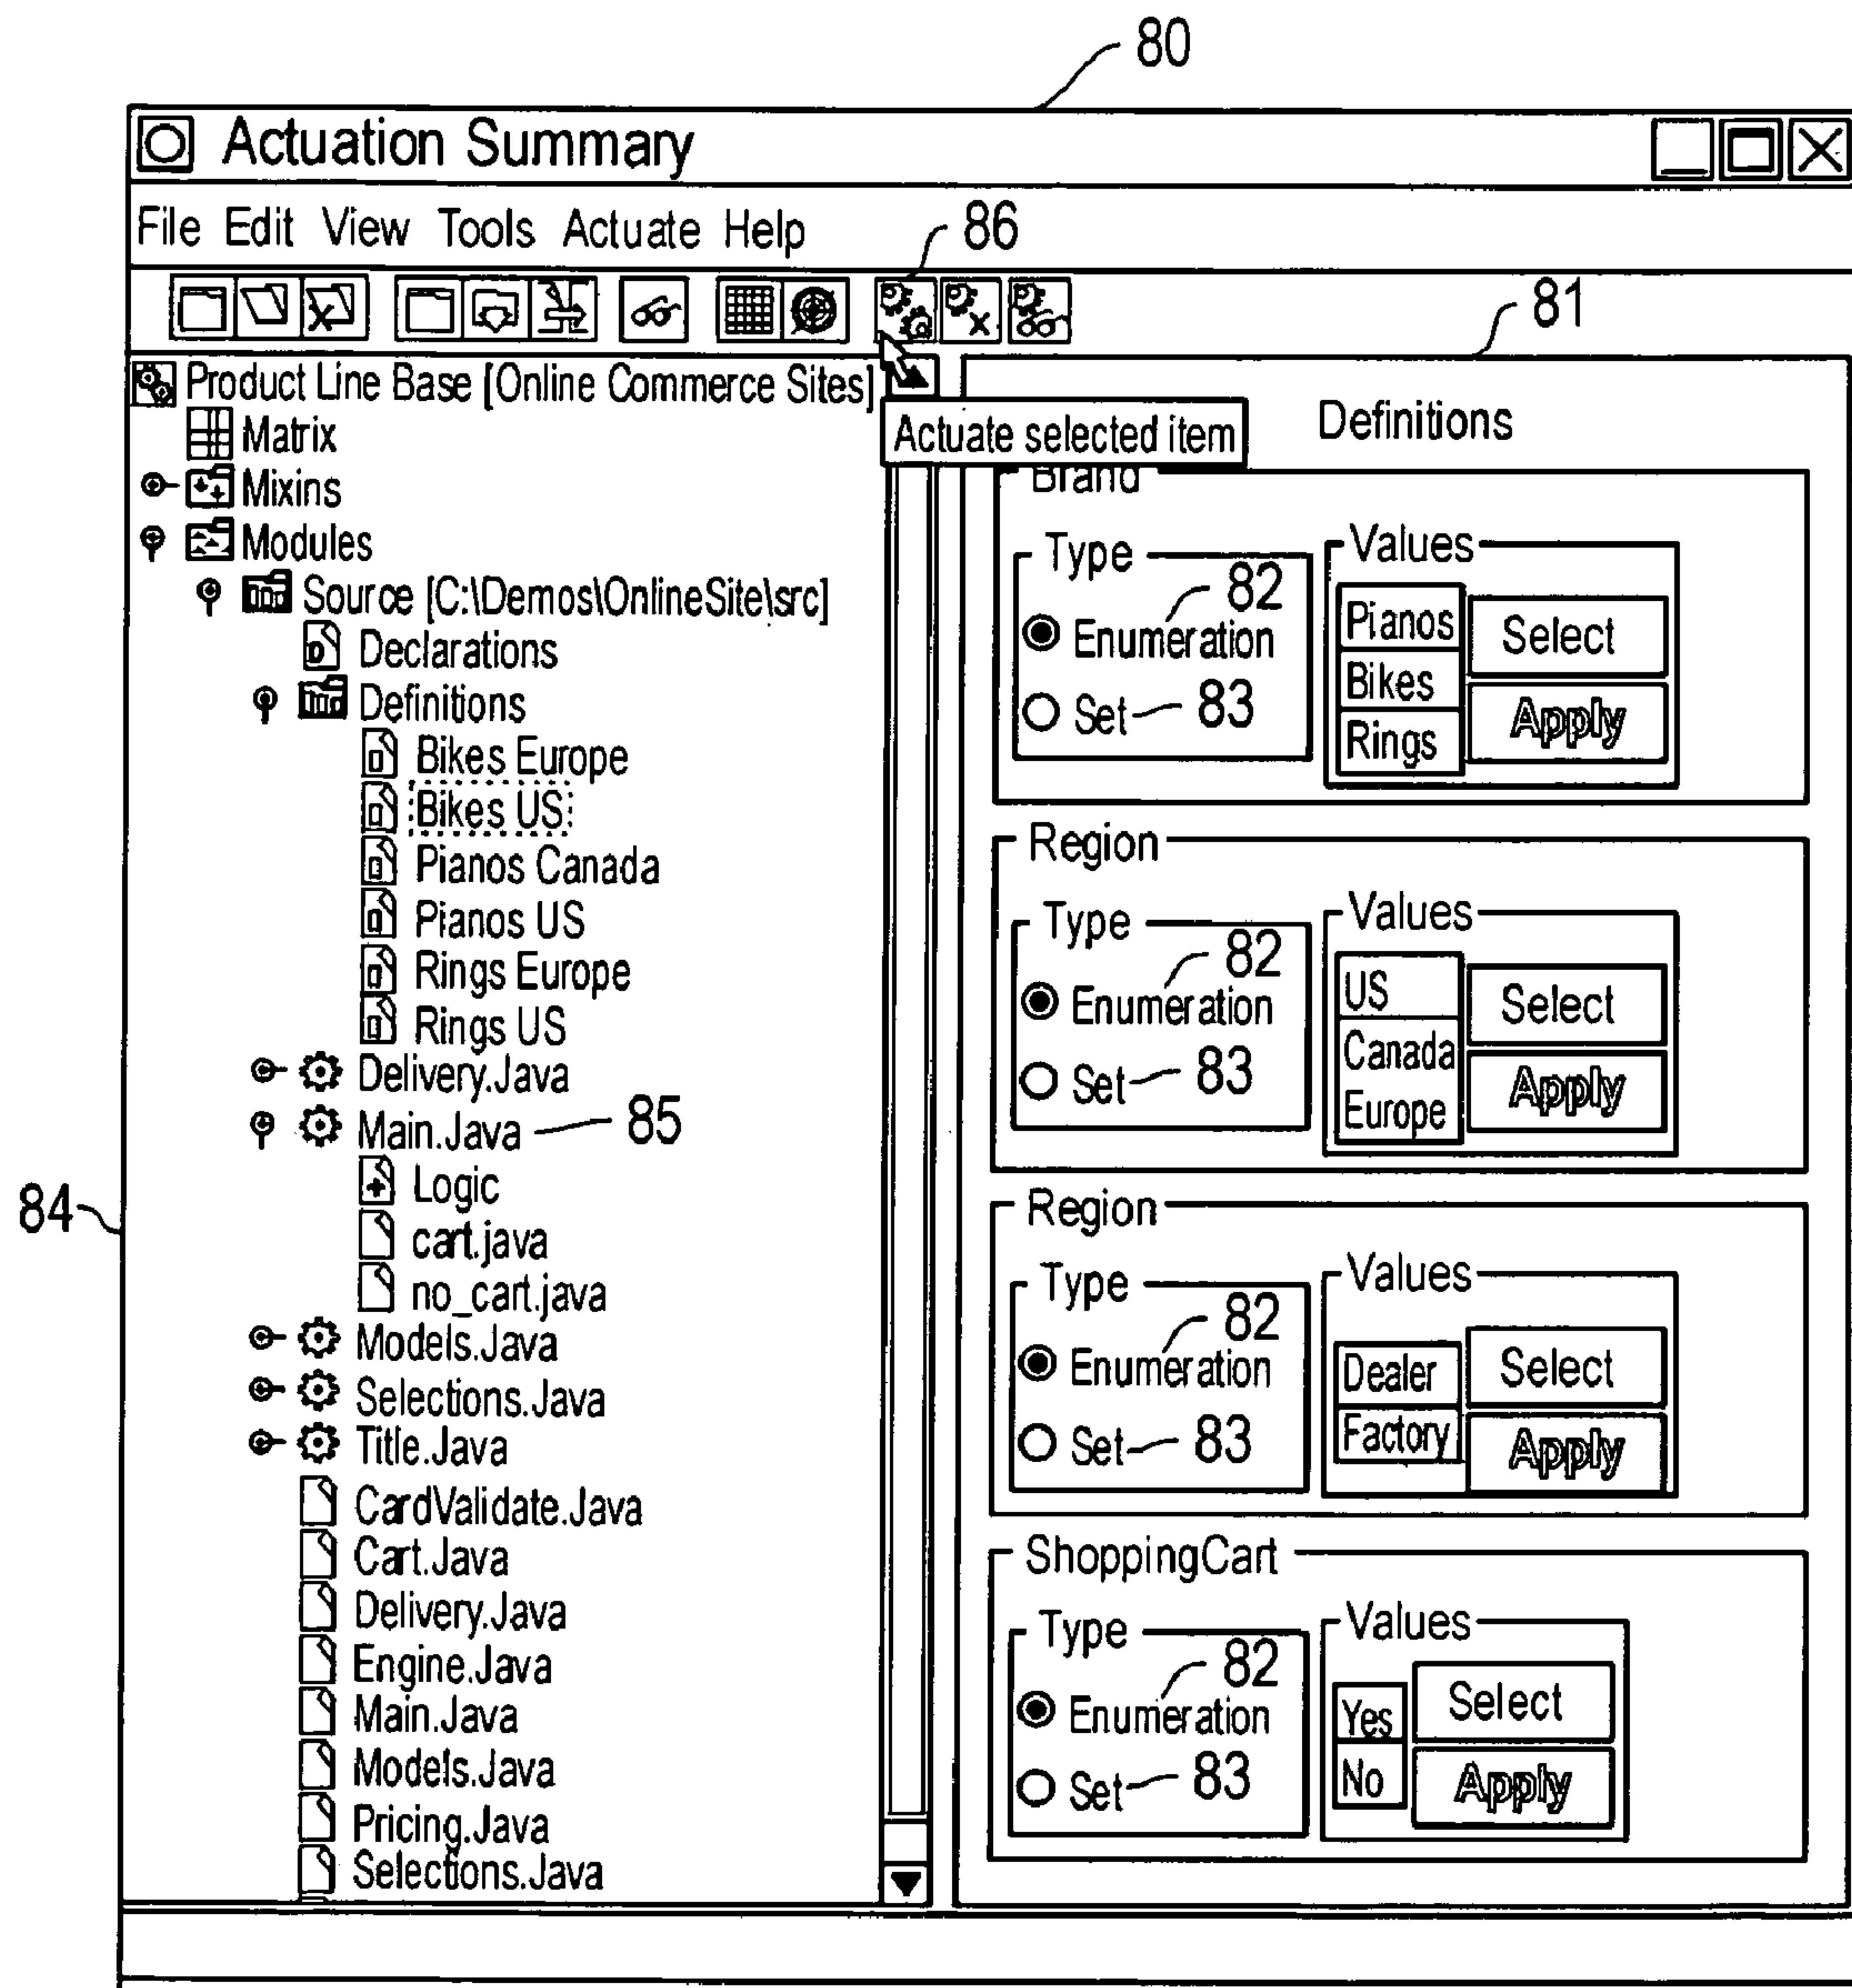 80
Actuation Summary
File Edit View Tools Actuate Help
86
81
Product Line Base [Online Commerce Sites]
Matrix
Mixins
Modules
Source [C:\Demos\OnlineSite\src]
Declarations
Definitions
Bikes Europe
Bikes US
Pianos Canada
Pianos US
Rings Europe
Rings US
Delivery.Java
Main.Java 85
84
Logic
cart.java
no_cart.java
Models.Java
Selections.Java
Title.Java
CardValidate.Java
Cart.Java
Delivery.Java
Engine.Java
Main.Java
Models.Java
Pricing.Java
Selections.Java
Actuate selected item
Definitions
Brand
Type
82
Enumeration
Set 83
Values
Pianos
Bikes
Rings
Select
Apply
Region
Type
82
Enumeration
Set 83
Values
US
Canada
Europe
Select
Apply
Region
Type
82
Enumeration
Set 83
Values
Dealer
Factory
Select
Apply
ShoppingCart
Type
82
Enumeration
Set 83
Values
Yes
No
Select
Apply